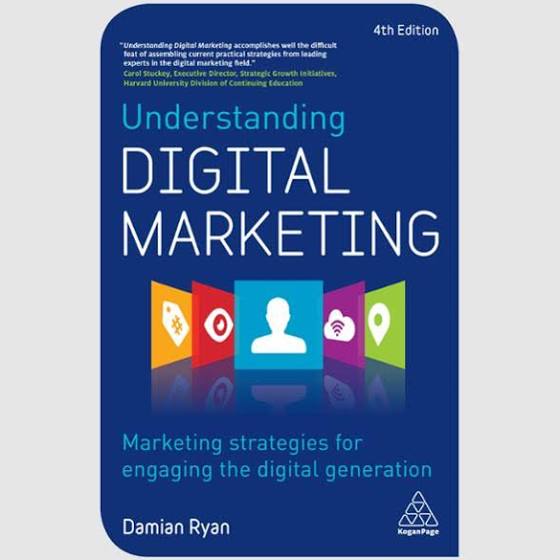 4th Edition
"Understanding Digital Marketing accomplishes well the difficult
feat of assembling current practical strategies from leading
experts in the digital marketing field."
Carol Stuckey, Executive Director, Strategic Growth Initiatives,
Harvard University Division of Continuing Education
Understanding
DIGITAL
MARKETING
#
Marketing strategies for
engaging the digital generation
Damian Ryan
KoganPage